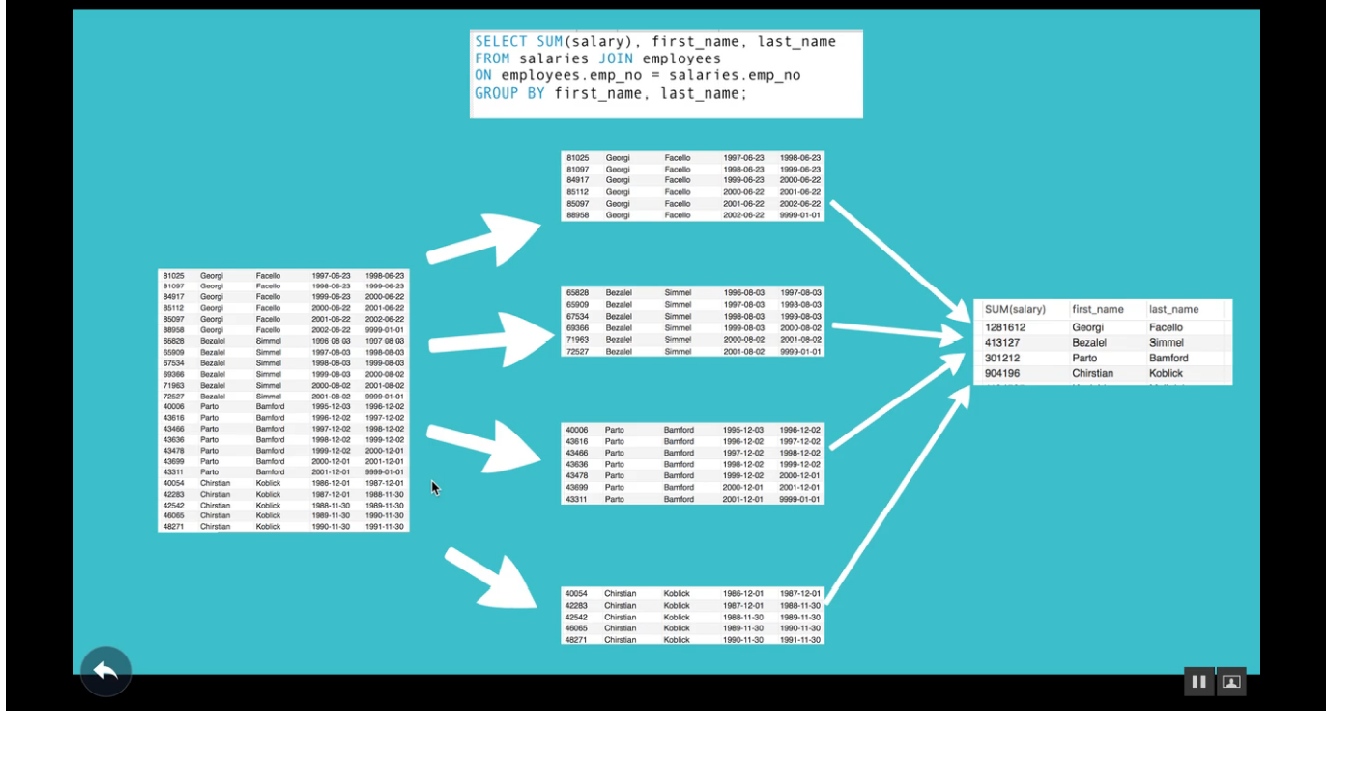 SELECT SUM(salary), first_name, last_name
FROM salaries JOIN employees
ON employees.emp_no = salaries.emp_no
GROUP BY first_name, last_name;
81025 Georgi Facello 1997-06-23 1998-06-23
81097 Georgi Facello 1998-06-23 1999-06-23
84917 Georgi Facello 1999-06-23 2000-06-22
85112 Georgi Facello 2000-06-22 2001-06-22
85097 Georgi Facello 2001-06-22 2002-06-22
88958 Georgi Facello 2002-06-22 9999-01-01
81025 Georgi Facello 1997-06-23 1998-06-23
81097 Georgi Facello 1998-06-23 1999-06-23
84917 Georgi Facello 1999-06-23 2000-06-22
85112 Georgi Facello 2000-06-22 2001-06-22
85097 Georgi Facello 2001-06-22 2002-06-22
88958 Georgi Facello 2002-06-22 9999-01-01
65828 Bezalel Simmel 1996-08-03 1997-08-03
65909 Bezalel Simmel 1997-08-03 1998-08-03
67534 Bezalel Simmel 1998-08-03 1999-08-03
69366 Bezalel Simmel 1999-08-03 2000-08-02
71963 Bezalel Simmel 2000-08-02 2001-08-02
72527 Bezalel Simmel 2001-08-02 9999-01-01
40006 Parto Bamford 1995-12-03 1996-12-02
43616 Parto Bamford 1996-12-02 1997-12-02
43466 Parto Bamford 1997-12-02 1998-12-02
43636 Parto Bamford 1998-12-02 1999-12-02
43478 Parto Bamford 1999-12-02 2000-12-01
43699 Parto Bamford 2000-12-01 2001-12-01
43311 Parto Bamford 2001-12-01 9999-01-01
40054 Chirstian Koblick 1986-12-01 1987-12-01
42283 Chirstian Koblick 1987-12-01 1988-11-30
42542 Chirstian Koblick 1988-11-30 1989-11-30
46065 Chirstian Koblick 1989-11-30 1990-11-30
48271 Chirstian Koblick 1990-11-30 1991-11-30
65828 Bezalel Simmel 1996-08-03 1997-08-03
65909 Bezalel Simmel 1997-08-03 1998-08-03
67534 Bezalel Simmel 1998-08-03 1999-08-03
69366 Bezalel Simmel 1999-08-03 2000-08-02
71963 Bezalel Simmel 2000-08-02 2001-08-02
72527 Bezalel Simmel 2001-08-02 9999-01-01
40006 Parto Bamford 1995-12-03 1996-12-02
43616 Parto Bamford 1996-12-02 1997-12-02
43466 Parto Bamford 1997-12-02 1998-12-02
43636 Parto Bamford 1998-12-02 1999-12-02
43478 Parto Bamford 1999-12-02 2000-12-01
43699 Parto Bamford 2000-12-01 2001-12-01
43311 Parto Bamford 2001-12-01 9999-01-01
40054 Chirstian Koblick 1986-12-01 1987-12-01
42283 Chirstian Koblick 1987-12-01 1988-11-30
42542 Chirstian Koblick 1988-11-30 1989-11-30
46065 Chirstian Koblick 1989-11-30 1990-11-30
48271 Chirstian Koblick 1990-11-30 1991-11-30
SUM(salary) first_name last_name
1281612 Georgi Facello
413127 Bezalel Simmel
301212 Parto Bamford
904196 Chirstian Koblick